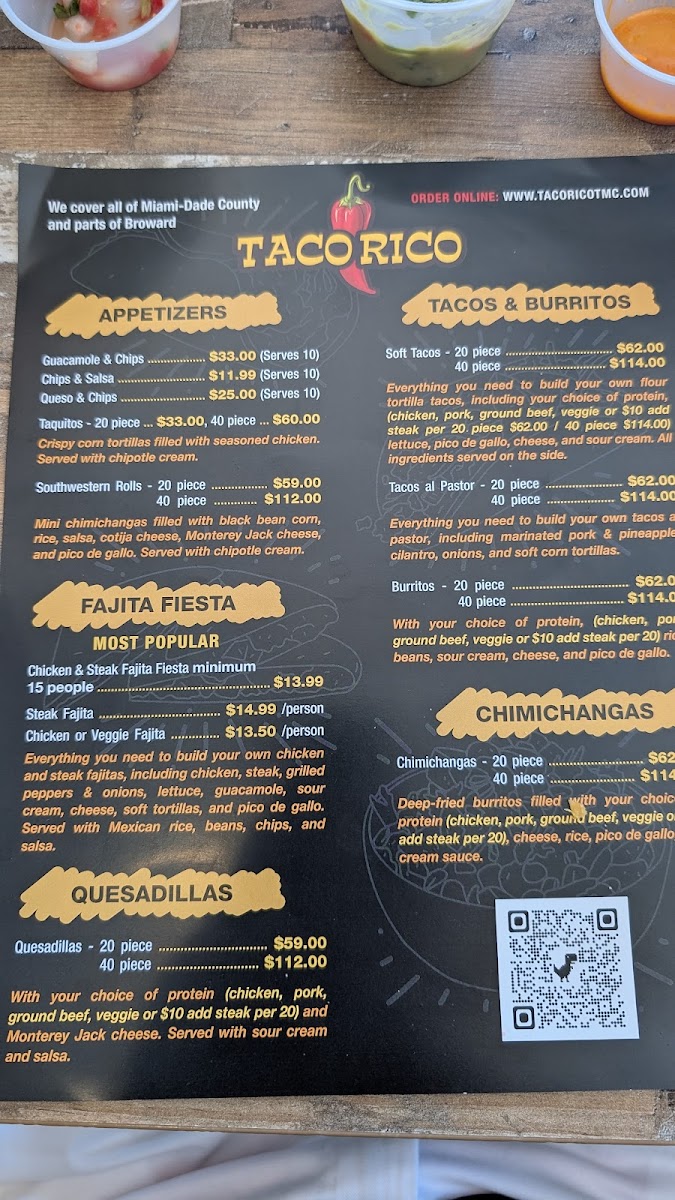 We cover all of Miami-Dade County
and parts of Broward
ORDER ONLINE: WWW.TACORICOTMC.COM
TACO RICO
APPETIZERS
Guacamole & Chips ............ $33.00 (Serves 10)
Chips & Salsa .................. $11.99 (Serves 10)
Queso & Chips ................. $25.00 (Serves 10)
Taquitos - 20 piece ... $33.00, 40 piece ... $60.00
Crispy corn tortillas filled with seasoned chicken.
Served with chipotle cream.
Southwestern Rolls - 20 piece ............ $59.00
40 piece ............ $112.00
Mini chimichangas filled with black bean corn,
rice, salsa, cotija cheese, Monterey Jack cheese,
and pico de gallo. Served with chipotle cream.
FAJITA FIESTA
MOST POPULAR
Chicken & Steak Fajita Fiesta minimum
15 people .................................... $13.99
Steak Fajita ......................... $14.99 /person
Chicken or Veggie Fajita .......... $13.50 /person
Everything you need to build your own chicken
and steak fajitas, including chicken, steak, grilled
peppers & onions, lettuce, guacamole, sour
cream, cheese, soft tortillas, and pico de gallo.
Served with Mexican rice, beans, chips, and
salsa.
QUESADILLAS
Quesadillas - 20 piece ....................... $59.00
40 piece ..................... $112.00
With your choice of protein (chicken, pork,
ground beef, veggie or $10 add steak per 20) and
Monterey Jack cheese. Served with sour cream
and salsa.
TACOS & BURRITOS
Soft Tacos - 20 piece ....................... $62.00
40 piece ....................... $114.00
Everything you need to build your own flour
tortilla tacos, including your choice of protein,
(chicken, pork, ground beef, veggie or $10 add
steak per 20 piece $62.00 / 40 piece $114.00)
lettuce, pico de gallo, cheese, and sour cream. All
ingredients served on the side.
Tacos al Pastor - 20 piece ................ $62.00
40 piece ................ $114.00
Everything you need to build your own tacos a
pastor, including marinated pork & pineapple
cilantro, onions, and soft corn tortillas.
Burritos - 20 piece ........................... $62.0
40 piece ........................... $114.0
With your choice of protein, (chicken, por
ground beef, veggie or $10 add steak per 20) ric
beans, sour cream, cheese, and pico de gallo.
CHIMICHANGAS
Chimichangas - 20 piece .................... $62
40 piece .................... $114
Deep-fried burritos filled with your choic
protein (chicken, pork, ground beef, veggie o
add steak per 20), cheese, rice, pico de gallo
cream sauce.